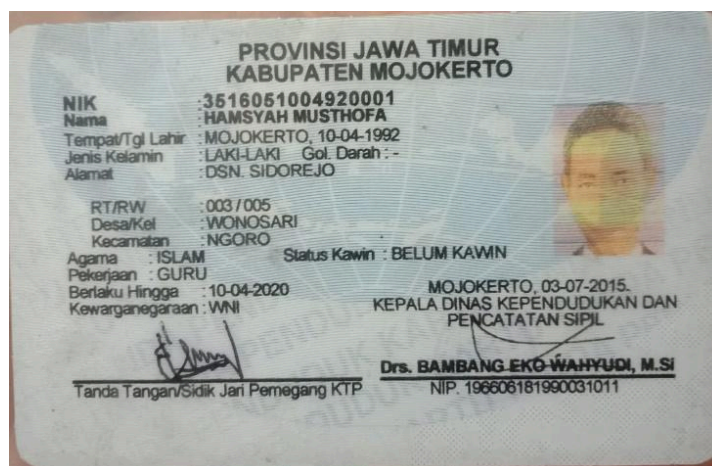 PROVINSI JAWA TIMUR
KABUPATEN MOJOKERTO
NIK :3516051004920001
Nama :HAMSYAH MUSTHOFA
Tempat/Tgl Lahir :MOJOKERTO, 10-04-1992
Jenis Kelamin :LAKI-LAKI Gol. Darah : -
Alamat :DSN. SIDOREJO
RT/RW :003 / 005
Desa/Kel :WONOSARI
Kecamatan :NGORO
Agama :ISLAM Status Kawin : BELUM KAWIN
Pekerjaan :GURU
Berlaku Hingga :10-04-2020
Kewarganegaraan :WNI
MOJOKERTO, 03-07-2015.
KEPALA DINAS KEPENDUDUKAN DAN
PENCATATAN SIPIL
Drs. BAMBANG EKO WAHYUDI, M.Si
NIP. 196606181990031011
Tanda Tangan/Sidik Jari Pemegang KTP